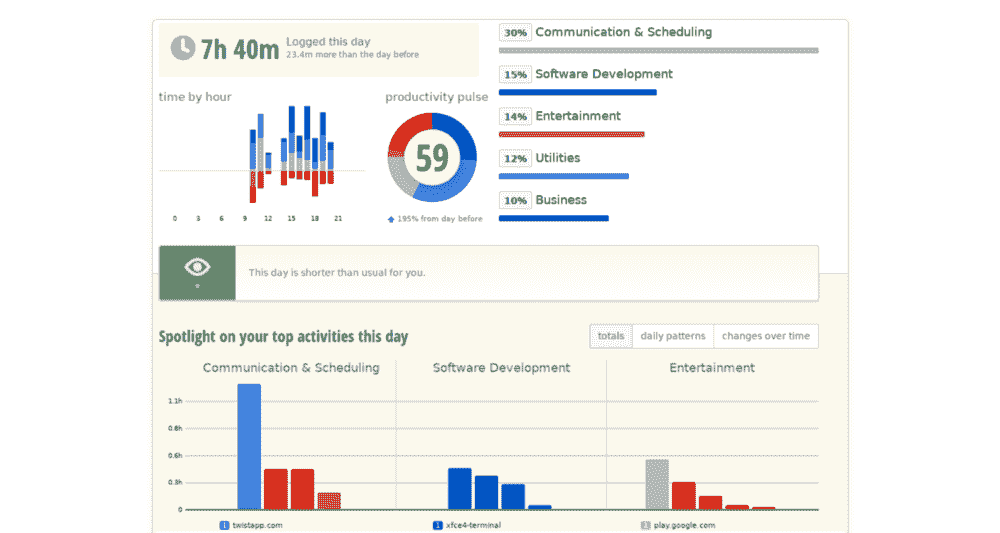 7h 40m
Logged this day
23.4m more than the day before
time by hour
0 3 6 9 12 15 18 21
productivity pulse
59
195% from day before
30% Communication & Scheduling
15% Software Development
14% Entertainment
12% Utilities
10% Business
This day is shorter than usual for you.
Spotlight on your top activities this day
totals daily patterns changes over time
Communication & Scheduling Software Development Entertainment
1.1h
0.8h
0.6h
0.3h
0
1 twistapp.com 1 xfce4-terminal 1 play.google.com